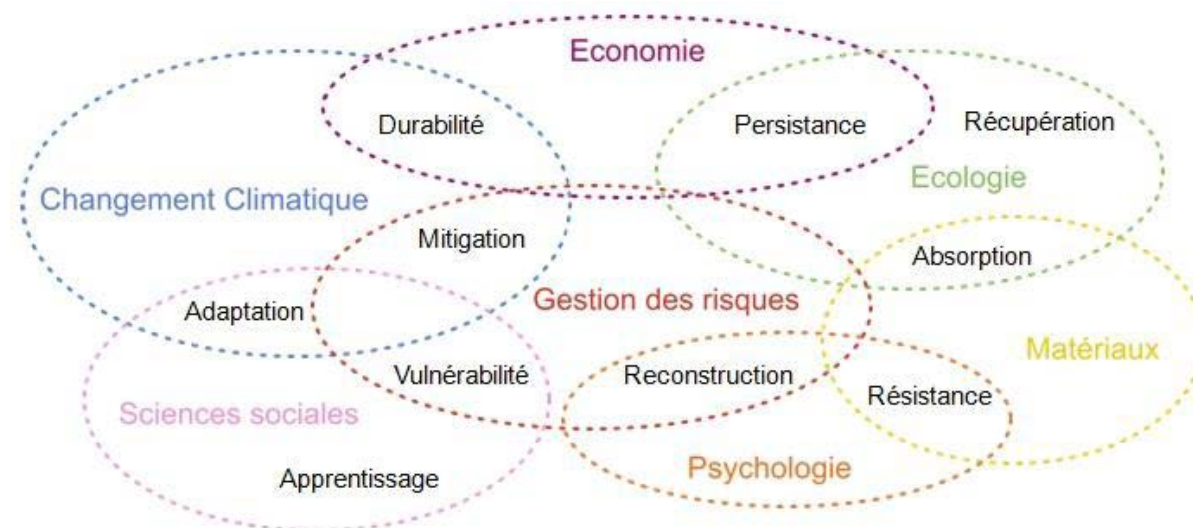 Economie
Durabilité
Persistance
Récupération
Changement Climatique
Ecologie
Mitigation
Absorption
Adaptation
Gestion des risques
Matériaux
Vulnérabilité
Reconstruction
Résistance
Sciences sociales
Psychologie
Apprentissage